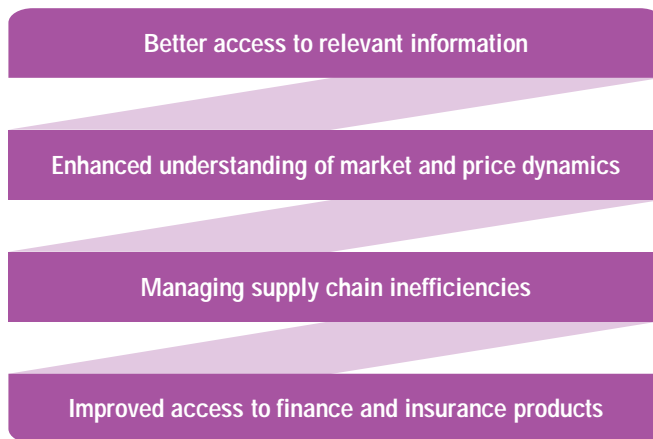 Better access to relevant information
Enhanced understanding of market and price dynamics
Managing supply chain inefficiencies
Improved access to finance and insurance products